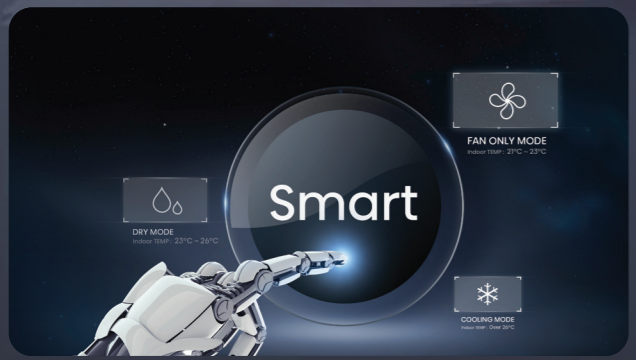 FAN ONLY MODE
Indoor TEMP : 21°C ~ 23°C
Smart
DRY MODE
Indoor TEMP : 23°C ~ 26°C
COOLING MODE
Indoor TEMP : Over 26°C